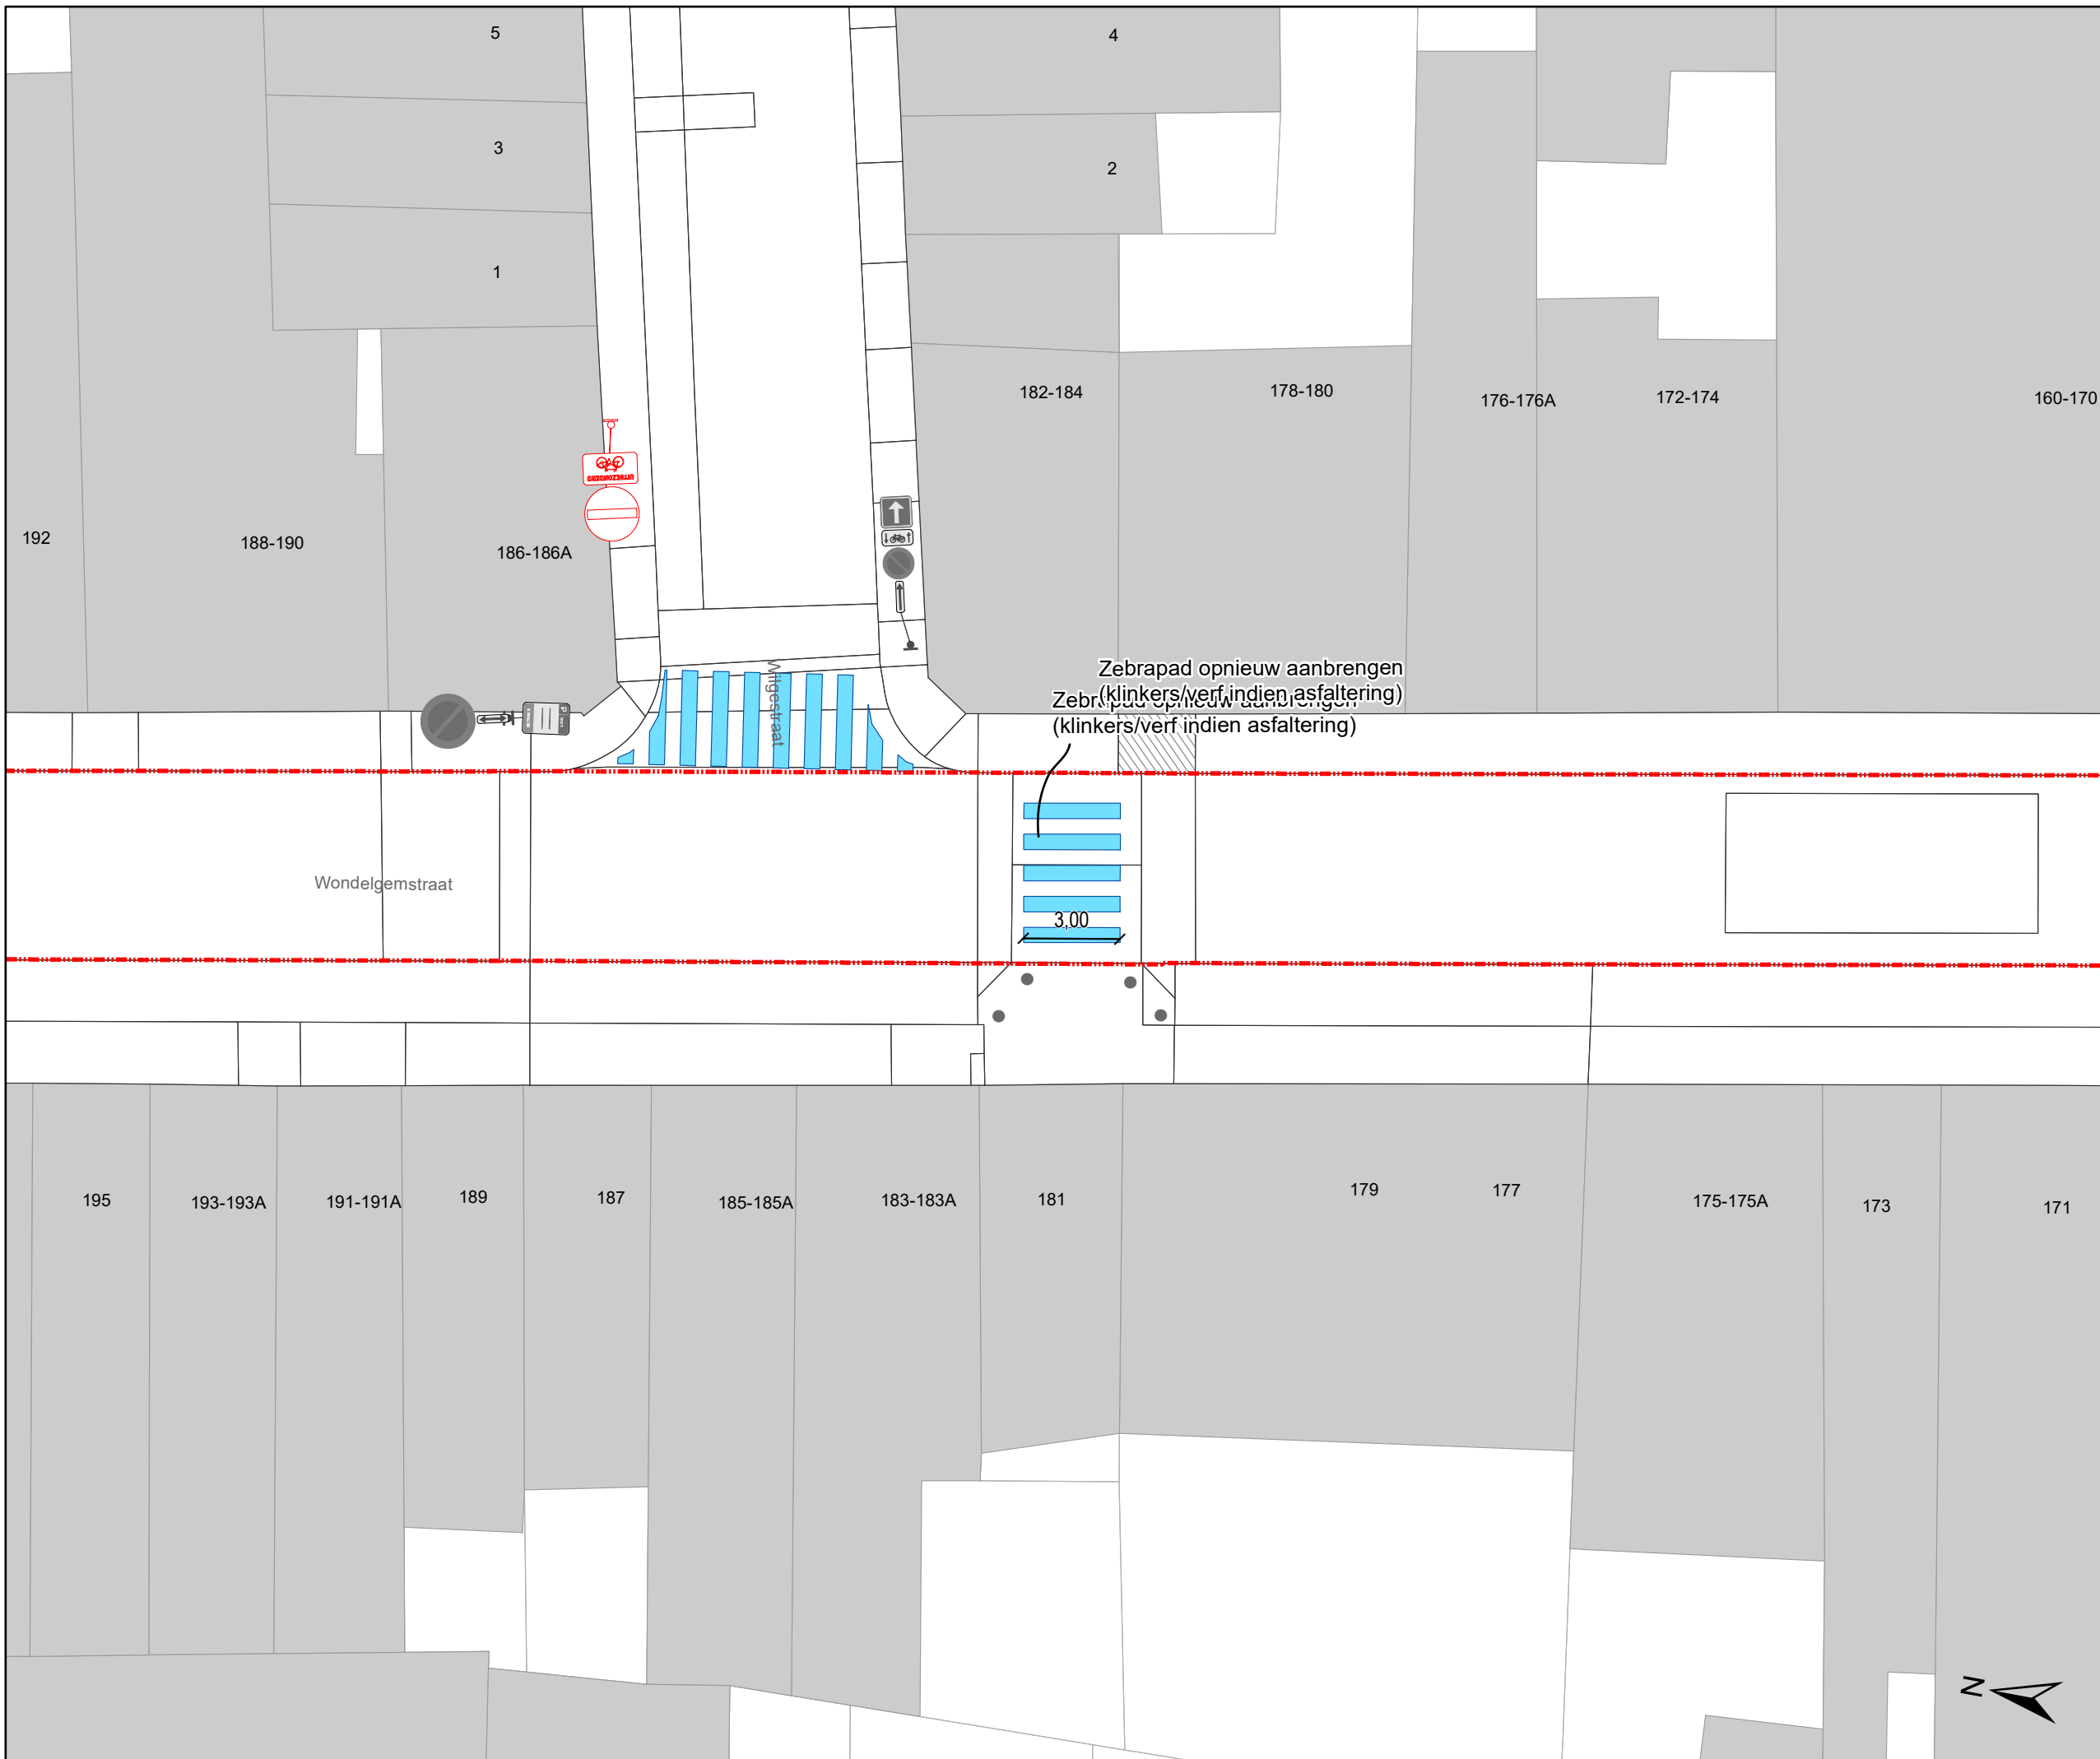 5
4
3
2
1
182-184
178-180
176-176A
172-174
160-170
192
188-190
186-186A
UITGEZONDERD
Wilgestraat
Zebrapad opnieuw aanbrengen
(klinkers/verf indien asfaltering)
Zebrapad opnieuw aanbrengen
(klinkers/verf indien asfaltering)
Wondelgemstraat
3,00
195
193-193A
191-191A
189
187
185-185A
183-183A
181
179
177
175-175A
173
171
N